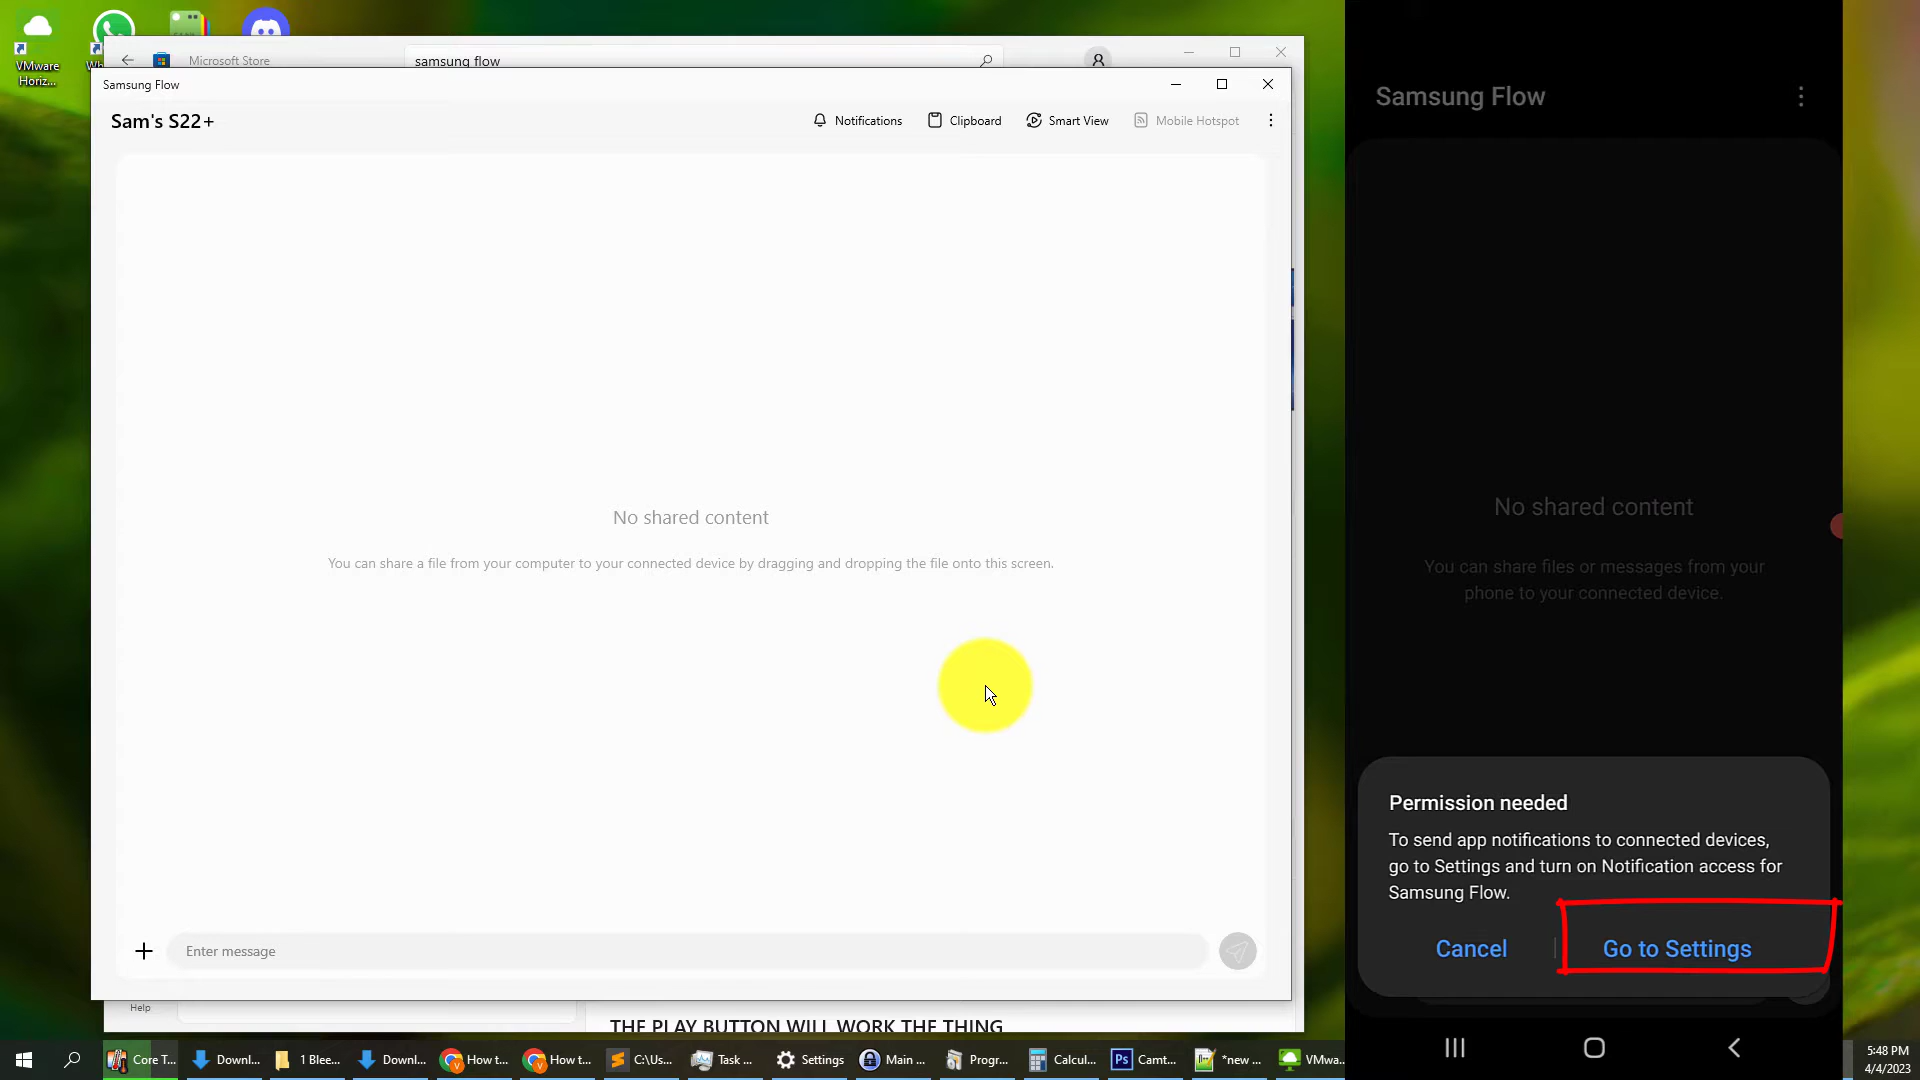 VMware
Horiz...
Wh
Microsoft Store
samsung flow
Samsung Flow
Sam's S22+
Notifications
Clipboard
Smart View
Mobile Hotspot
No shared content
You can share a file from your computer to your connected device by dragging and dropping the file onto this screen.
Enter message
Help
THE PLAY BUTTON WILL WORK THE THING
Samsung Flow
No shared content
You can share files or messages from your
phone to your connected device.
Permission needed
To send app notifications to connected devices,
go to Settings and turn on Notification access for
Samsung Flow.
Cancel
Go to Settings
Core T...
Downl...
1 Blee...
Downl...
How t...
How t...
C:\Us...
Task ...
Settings
Main ...
Progr...
Calcul...
Ps
Camt...
*new ...
VMwa...
5:48 PM
4/4/2023